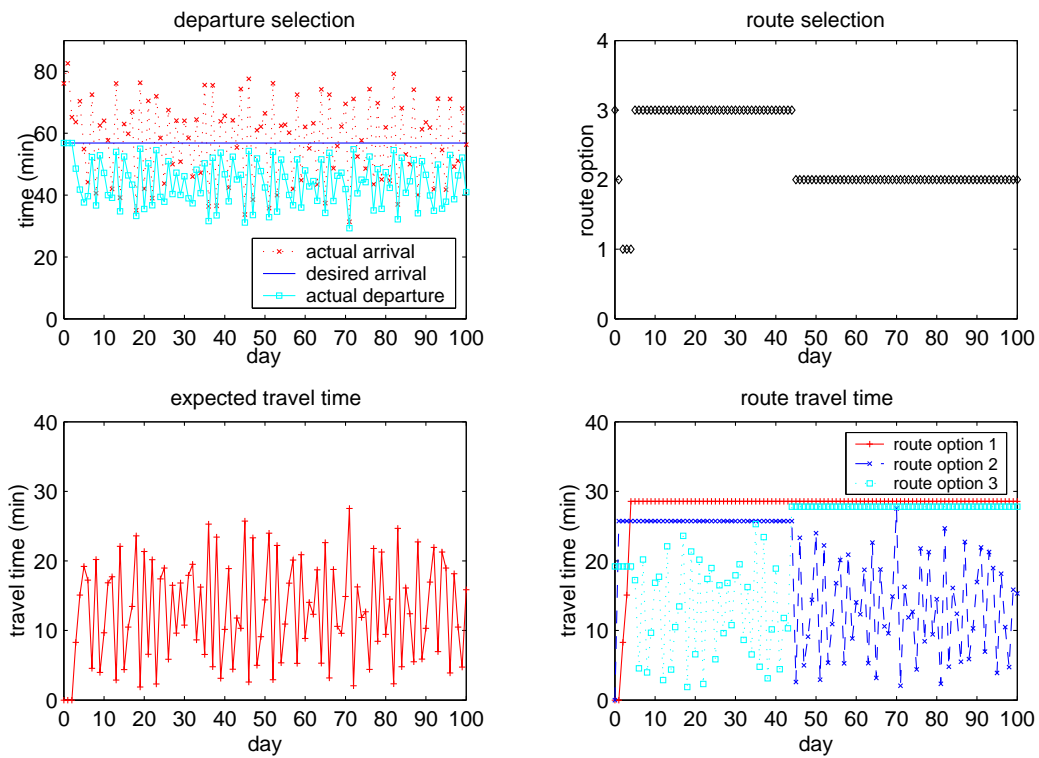 departure selection
80
60
40
20
0
time (min)
actual arrival
desired arrival
actual departure
0 10 20 30 40 50 60 70 80 90 100
day
route selection
4
3
2
1
0
route option
0 10 20 30 40 50 60 70 80 90 100
day
expected travel time
40
30
20
10
0
travel time (min)
0 10 20 30 40 50 60 70 80 90 100
day
route travel time
40
30
20
10
0
travel time (min)
route option 1
route option 2
route option 3
0 10 20 30 40 50 60 70 80 90 100
day